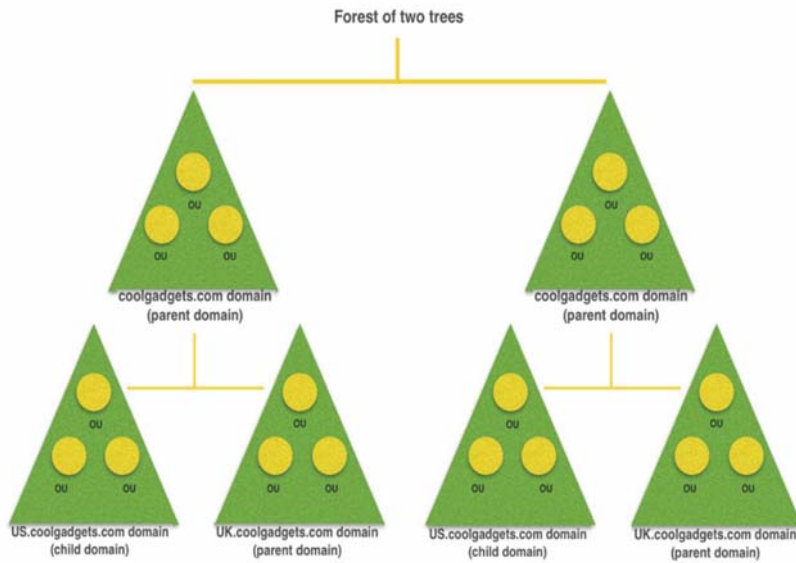 Forest of two trees
OU
OU
OU
OU
OU
OU
coolgadgets.com domain
(parent domain)
coolgadgets.com domain
(parent domain)
OU
OU
OU
OU
OU
OU
OU
OU
OU
OU
OU
OU
US.coolgadgets.com domain
(child domain)
UK.coolgadgets.com domain
(parent domain)
US.coolgadgets.com domain
(child domain)
UK.coolgadgets.com domain
(parent domain)